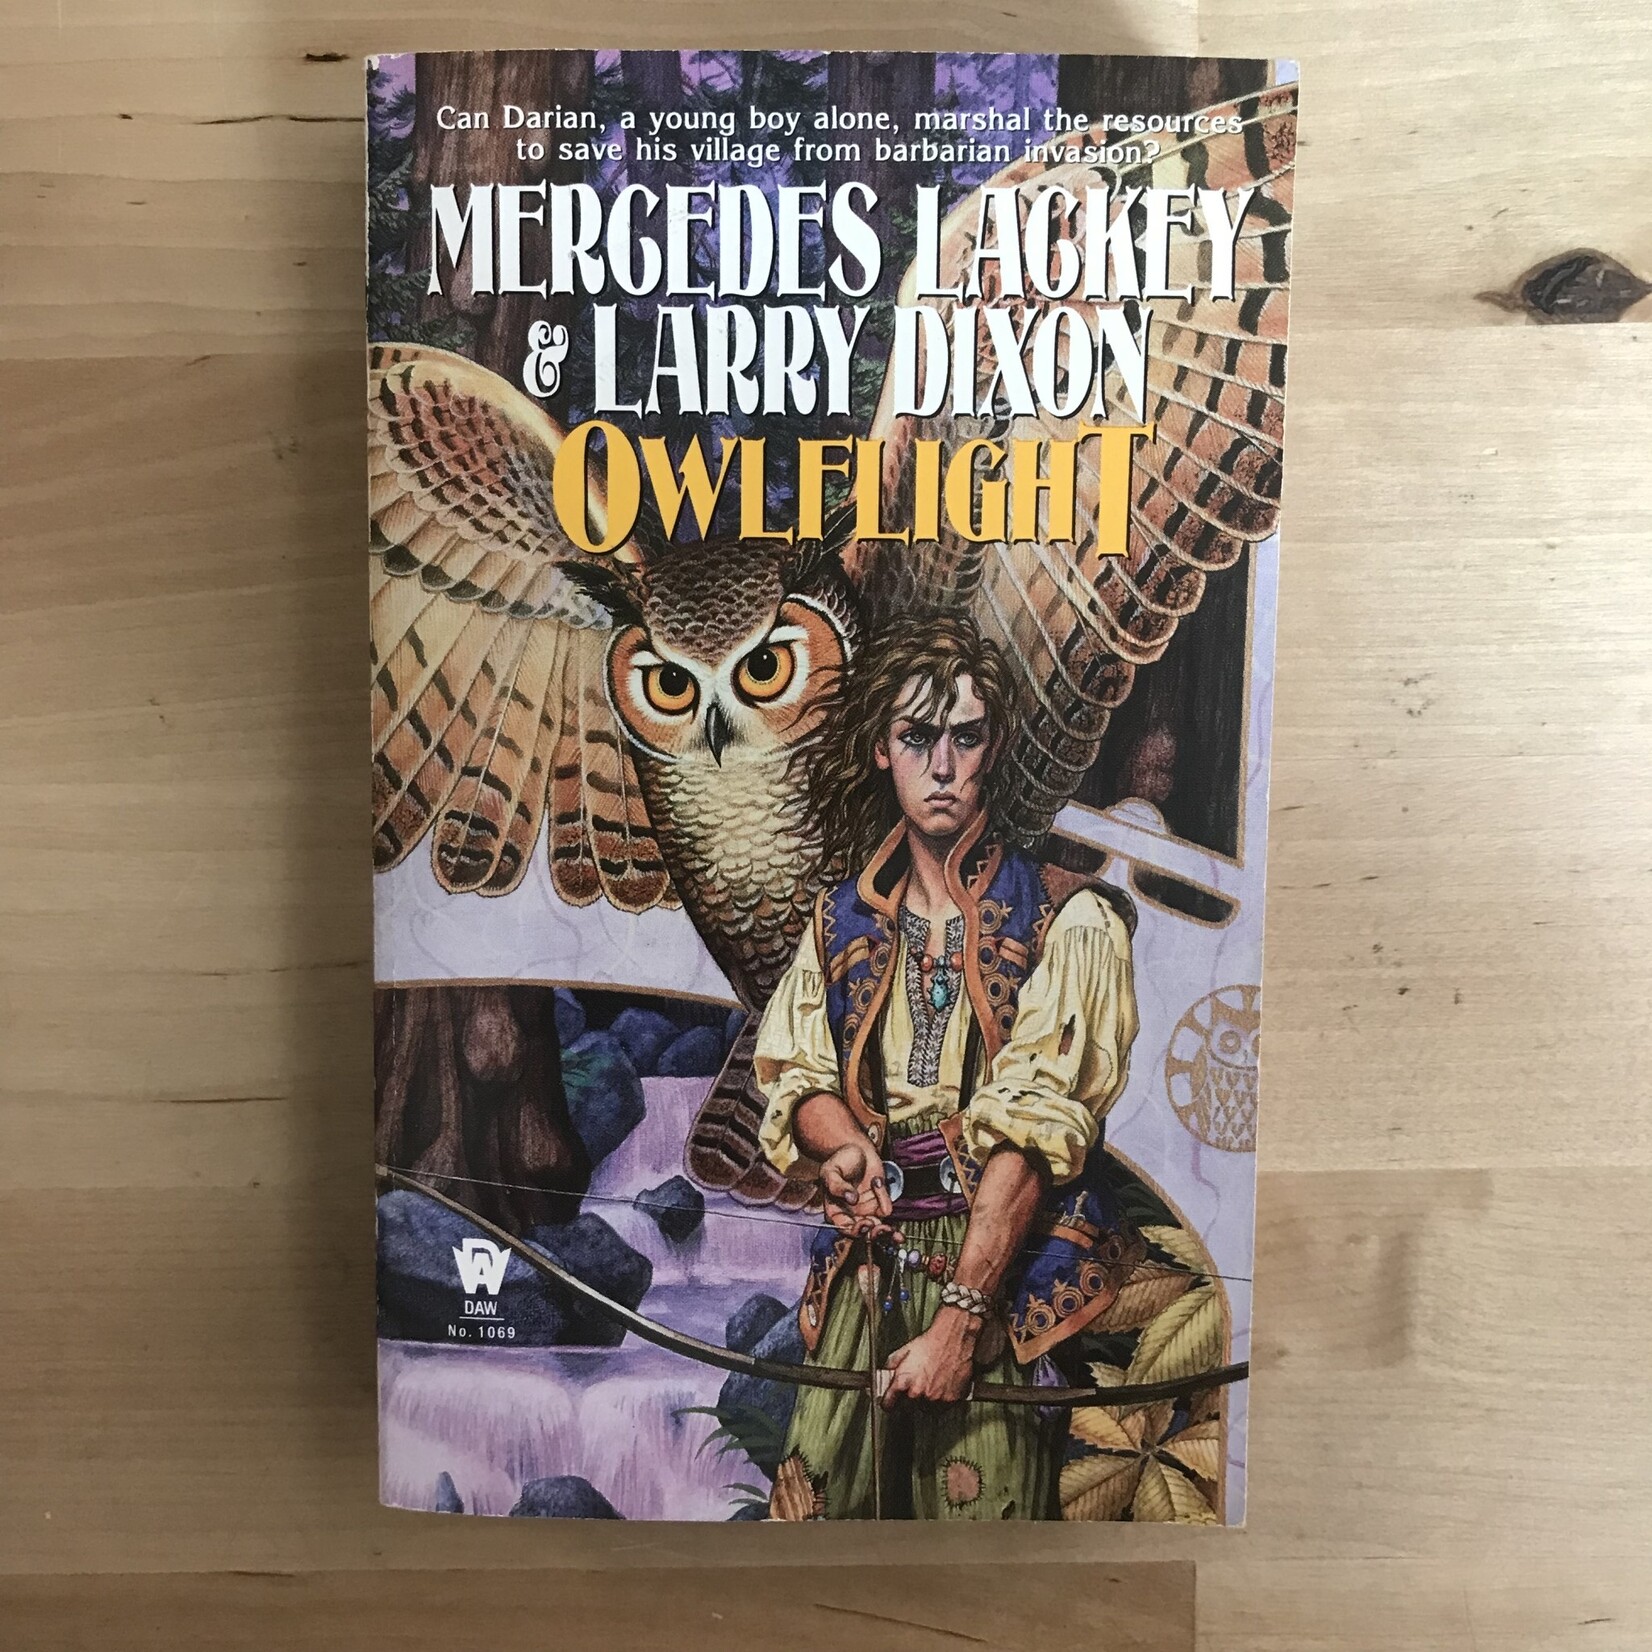 Can Darian, a young boy alone, marshal the resources
to save his village from barbarian invasion?
MERCEDES LACKEY
& LARRY DIXON
OWLFLIGHT
DAW
DAW
No. 1069